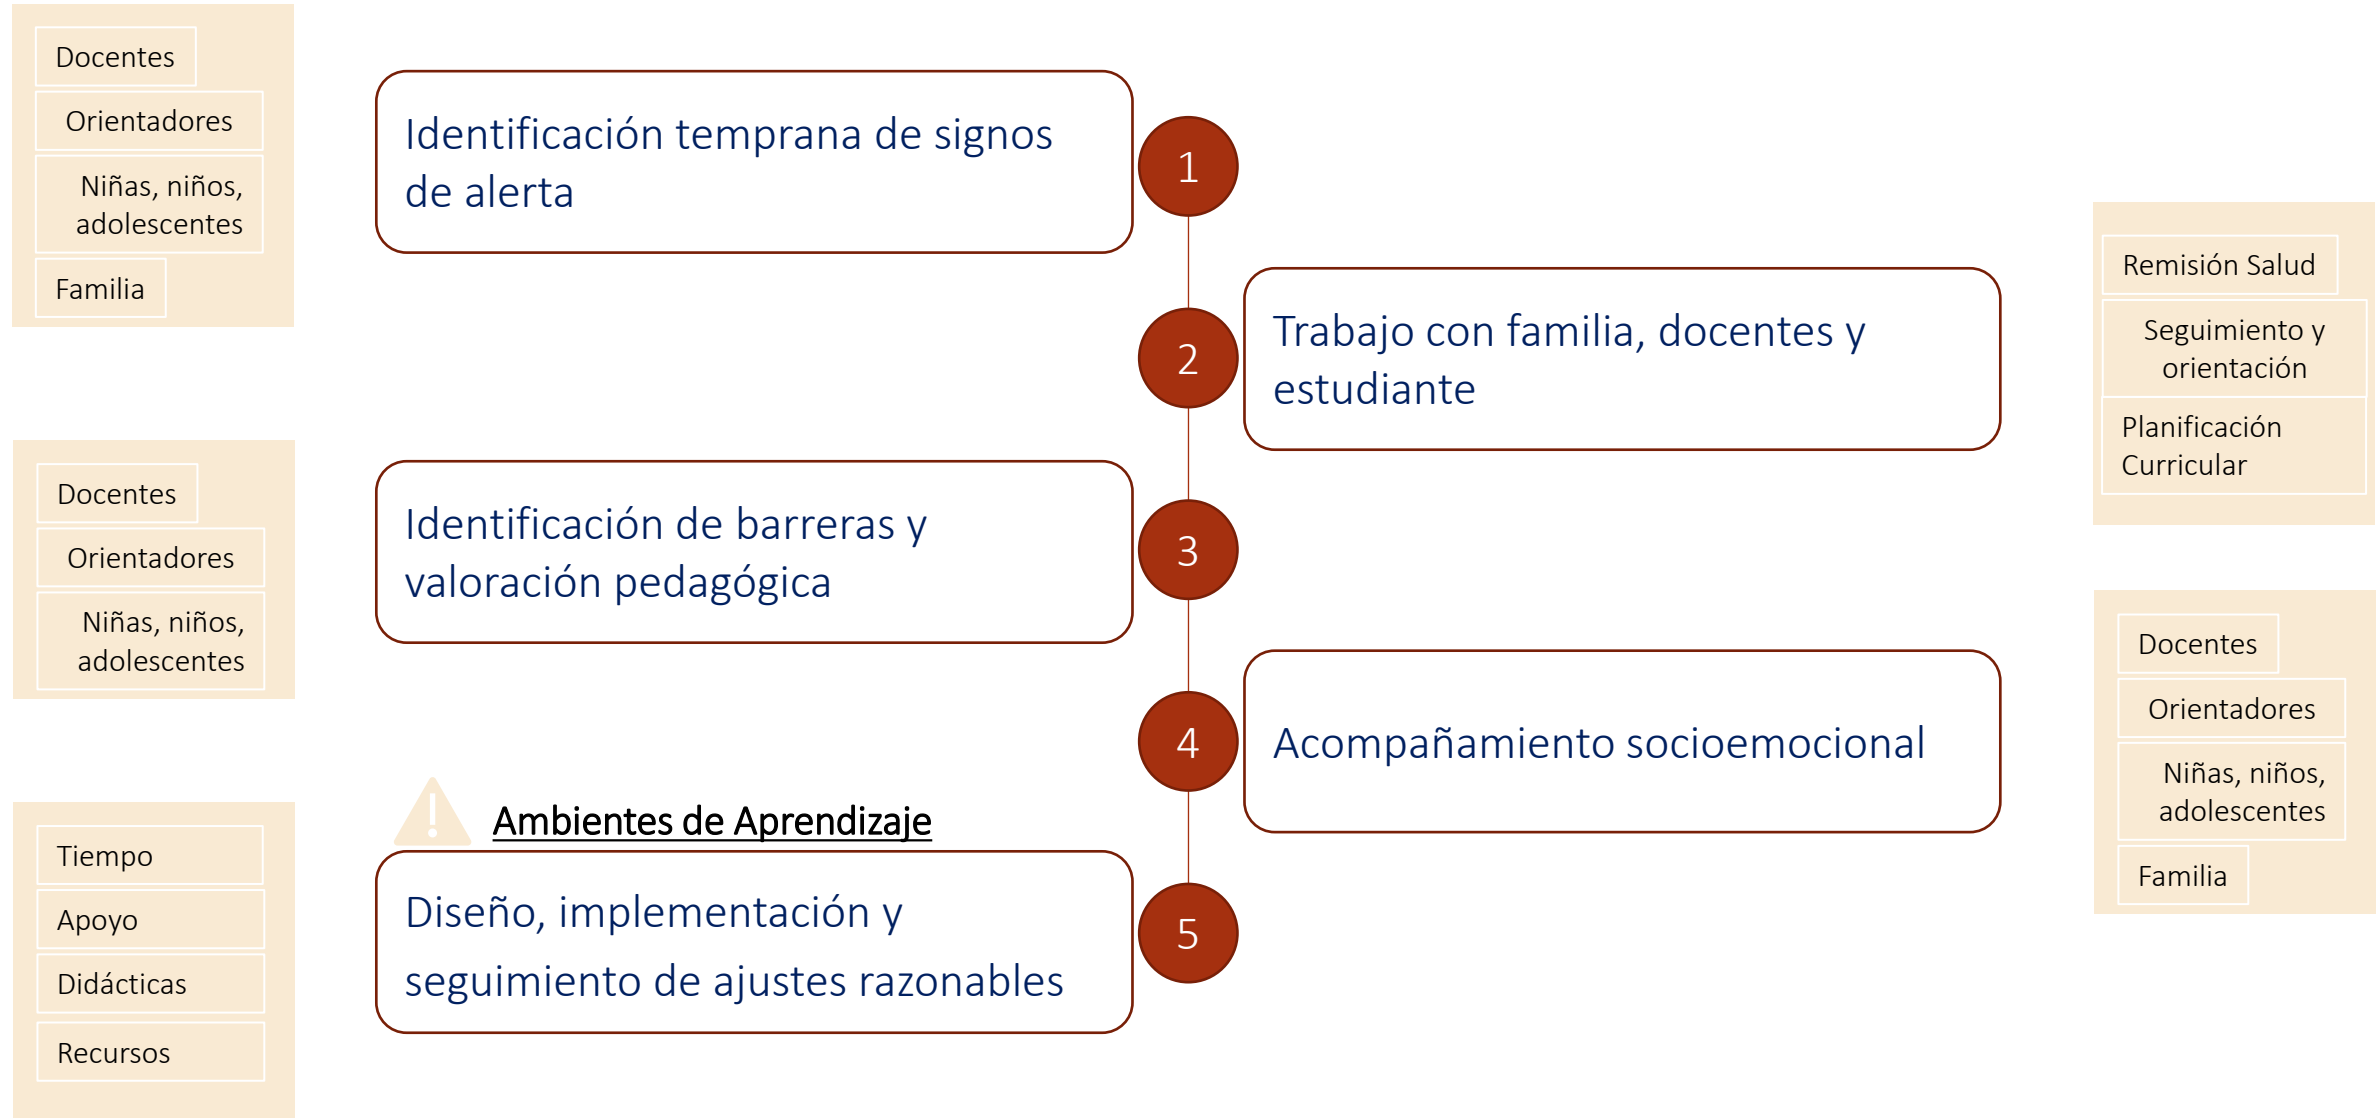 Docentes
Orientadores
Niñas, niños,
adolescentes
Familia
Identificación temprana de signos
de alerta
1
2
Trabajo con familia, docentes y
estudiante
Remisión Salud
Seguimiento y
orientación
Planificación
Curricular
Docentes
Orientadores
Niñas, niños,
adolescentes
Identificación de barreras y
valoración pedagógica
3
4
Acompañamiento socioemocional
Docentes
Orientadores
Niñas, niños,
adolescentes
Familia
Tiempo
Apoyo
Didácticas
Recursos
Ambientes de Aprendizaje
Diseño, implementación y
seguimiento de ajustes razonables
5